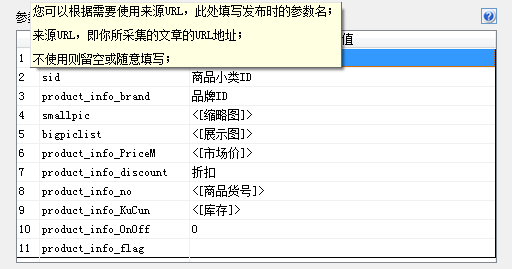 您可以根据需要使用来源URL, 此处填写发布时的参数名;
来源URL, 即你所采集的文章的URL地址;
不使用则留空或随意填写;
值
1
2 sid 商品小类ID
3 product_info_brand 品牌ID
4 smallpic <[缩略图]>
5 bigpiclist <[展示图]>
6 product_info_PriceM <[市场价]>
7 product_info_discount 折扣
8 product_info_no <[商品货号]>
9 product_info_KuCun <[库存]>
10 product_info_OnOff 0
11 product_info_flag